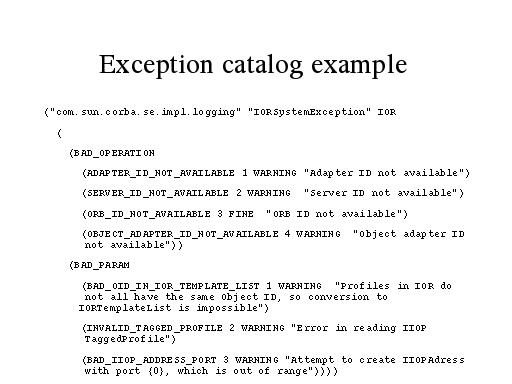 Exception catalog example
("com.sun.corba.se.impl.logging" "IORSystemException" IOR
(
(BAD_OPERATION
(ADAPTER_ID_NOT_AVAILABLE 1 WARNING "Adapter ID not available")
(SERVER_ID_NOT_AVAILABLE 2 WARNING "Server ID not available")
(ORB_ID_NOT_AVAILABLE 3 FINE "ORB ID not available")
(OBJECT_ADAPTER_ID_NOT_AVAILABLE 4 WARNING "Object adapter ID
not available"))
(BAD_PARAM
(BAD_OID_IN_IOR_TEMPLATE_LIST 1 WARNING "Profiles in IOR do
not all have the same Object ID, so conversion to
IORTemplateList is impossible")
(INVALID_TAGGED_PROFILE 2 WARNING "Error in reading IIOP
TaggedProfile")
(BAD_IIOP_ADDRESS_PORT 3 WARNING "Attempt to create IIOPAdress
with port {0}, which is out of range"))))